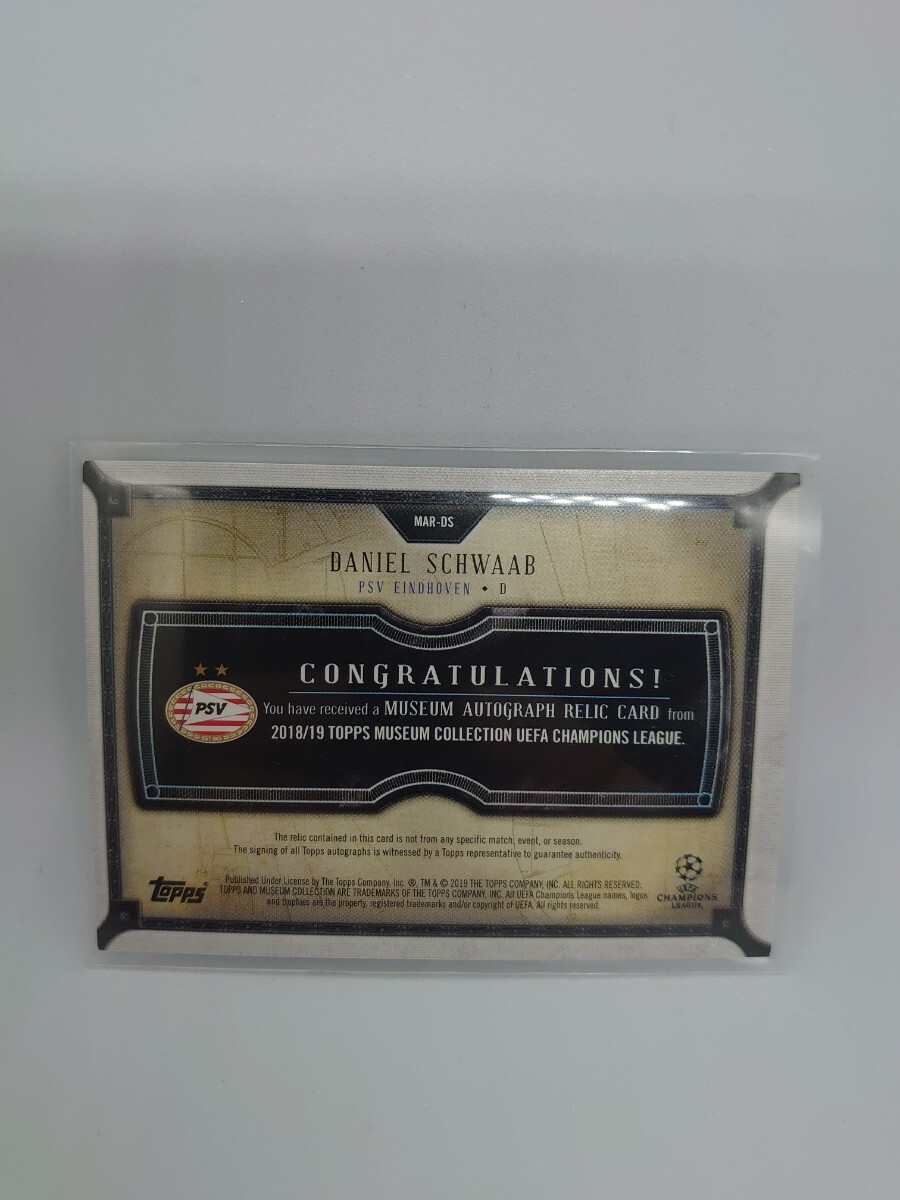 MAR-DS
DANIEL SCHWAAB
PSV EINDHOVEN • D
CONGRATULATIONS!
PSV
You have received a MUSEUM AUTOGRAPH RELIC CARD from
2018/19 TOPPS MUSEUM COLLECTION UEFA CHAMPIONS LEAGUE.
The relic contained in this card is not from any specific match, event, or season.
The signing of all Topps autographs is witnessed by a Topps representative to guarantee authenticity.
topps
Published Under License by The Topps Company, Inc. ®, TM & © 2019 THE TOPPS COMPANY, INC. ALL RIGHTS RESERVED.
TOPPS AND MUSEUM COLLECTION ARE TRADEMARKS OF THE TOPPS COMPANY, INC. All UEFA Champions League names, logos
and trophies are the property, registered trademarks and/or copyright of UEFA. All rights reserved.
UEFA
CHAMPIONS
LEAGUE